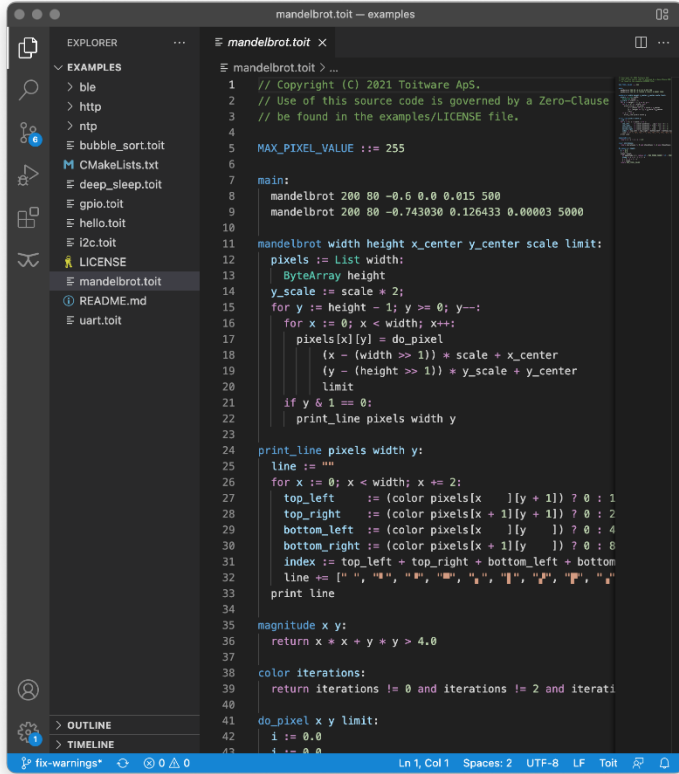 mandelbrot.toit — examples
EXPLORER
EXAMPLES
ble
http
ntp
bubble_sort.toit
CMakeLists.txt
deep_sleep.toit
gpio.toit
hello.toit
i2c.toit
LICENSE
mandelbrot.toit
README.md
uart.toit
OUTLINE
TIMELINE
6
1
mandelbrot.toit
mandelbrot.toit > ...
1 // Copyright (C) 2021 Toitware ApS.
2 // Use of this source code is governed by a Zero-Clause
3 // be found in the examples/LICENSE file.
4
5 MAX_PIXEL_VALUE ::= 255
6
7 main:
8   mandelbrot 200 80 -0.6 0.0 0.015 500
9   mandelbrot 200 80 -0.743030 0.126433 0.00003 5000
10
11 mandelbrot width height x_center y_center scale limit:
12   pixels := List width:
13     ByteArray height
14   y_scale := scale * 2;
15   for y := height - 1; y >= 0; y--:
16     for x := 0; x < width; x++:
17       pixels[x][y] = do_pixel
18           (x - (width >> 1)) * scale + x_center
19           (y - (height >> 1)) * y_scale + y_center
20           limit
21     if y & 1 == 0:
22       print_line pixels width y
23
24 print_line pixels width y:
25   line := ""
26   for x := 0; x < width; x += 2:
27     top_left     := (color pixels[x    ][y + 1]) ? 0 : 1
28     top_right    := (color pixels[x + 1][y + 1]) ? 0 : 2
29     bottom_left  := (color pixels[x    ][y    ]) ? 0 : 4
30     bottom_right := (color pixels[x + 1][y    ]) ? 0 : 8
31     index := top_left + top_right + bottom_left + bottom
32     line += [" ",
33   print line
34
35 magnitude x y:
36   return x * x + y * y > 4.0
37
38 color iterations:
39   return iterations != 0 and iterations != 2 and iterati
40
41 do_pixel x y limit:
42   i := 0.0
43
fix-warnings* 0 0 Ln 1, Col 1 Spaces: 2 UTF-8 LF Toit